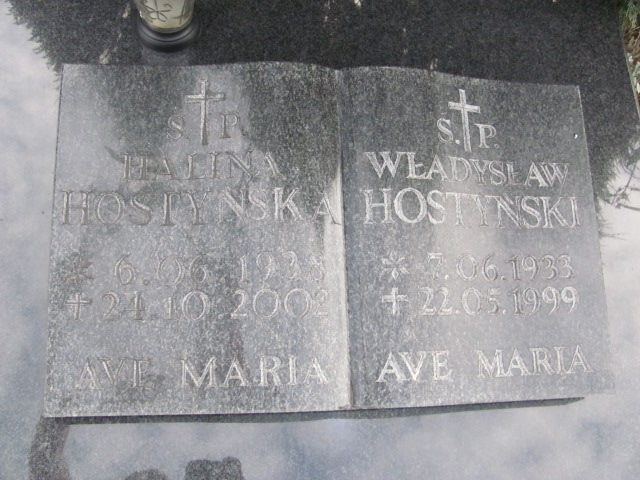 S P.
HALINA
HOSTYŃSKA
* 6.06.1938
+ 24.10.2002
AVE MARIA
S. P.
WŁADYSŁAW
HOSTYŃSKI
* 7.06.1933
+ 22.05.1999
AVE MARIA